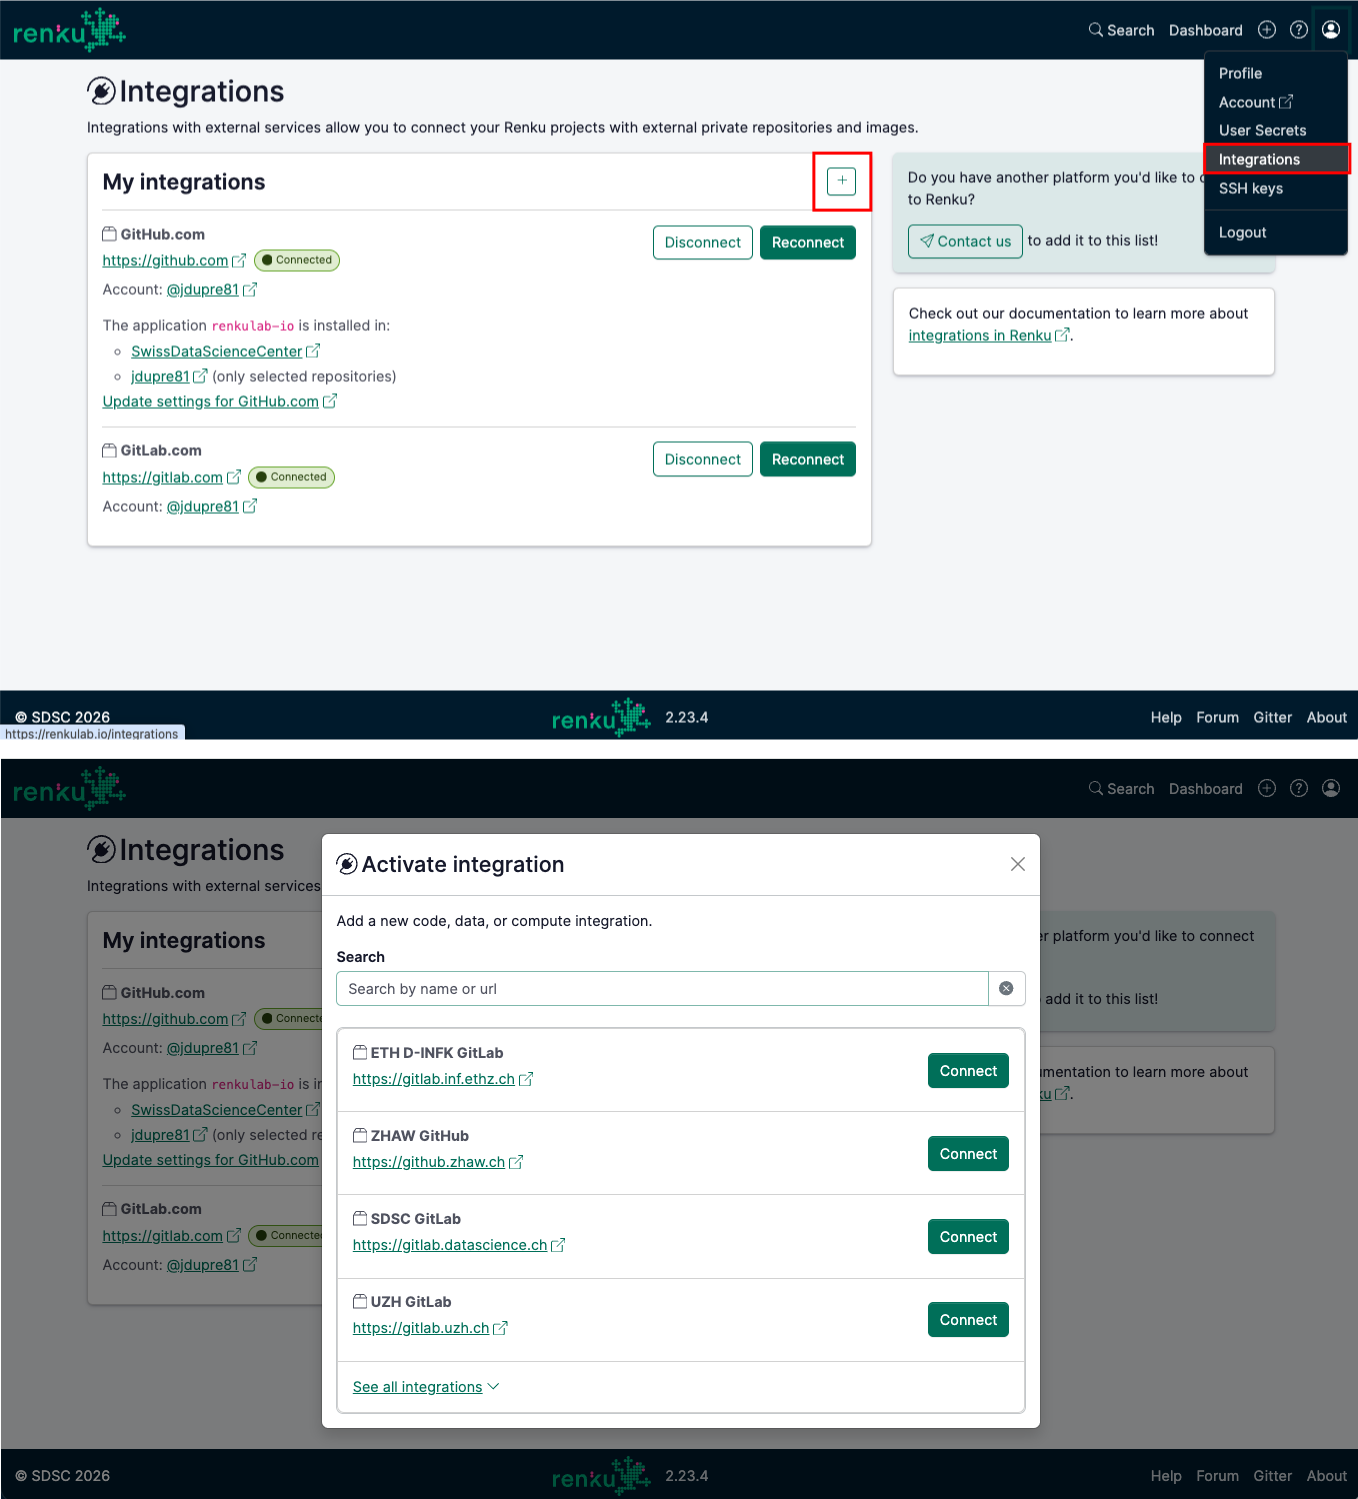 renku
Search Dashboard
Profile
Account
User Secrets
Integrations
SSH keys
Logout
Integrations
Integrations with external services allow you to connect your Renku projects with external private repositories and images.
My integrations
GitHub.com
https://github.com Connected
Disconnect Reconnect
Account: @jdupre81
The application renkulab-io is installed in:
SwissDataScienceCenter
jdupre81 (only selected repositories)
Update settings for GitHub.com
GitLab.com
https://gitlab.com Connected
Disconnect Reconnect
Account: @jdupre81
Do you have another platform you'd like to
to Renku?
Contact us to add it to this list!
Check out our documentation to learn more about
integrations in Renku.
© SDSC 2026
https://renkulab.io/integrations
renku 2.23.4
Help Forum Gitter About
renku
Search Dashboard
Integrations
Integrations with external services
My integrations
GitHub.com
https://github.com Connecte
Account: @jdupre81
The application renkulab-io is in
SwissDataScienceCenter
jdupre81 (only selected re
Update settings for GitHub.com
GitLab.com
https://gitlab.com Connecte
Account: @jdupre81
Activate integration
Add a new code, data, or compute integration.
Search
Search by name or url
ETH D-INFK GitLab
https://gitlab.inf.ethz.ch
Connect
ZHAW GitHub
https://github.zhaw.ch
Connect
SDSC GitLab
https://gitlab.datascience.ch
Connect
UZH GitLab
https://gitlab.uzh.ch
Connect
See all integrations
er platform you'd like to connect
add it to this list!
umentation to learn more about
ku.
© SDSC 2026
renku 2.23.4
Help Forum Gitter About